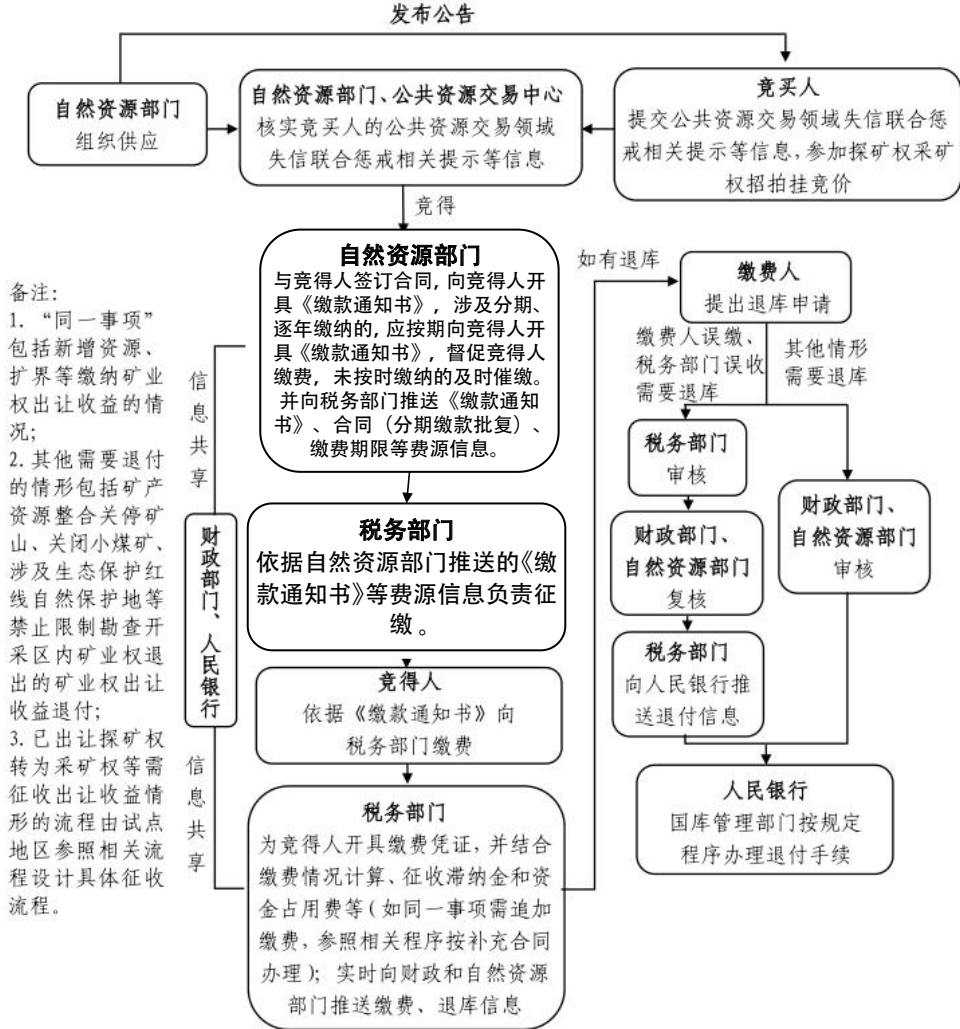 发布公告
自然资源部门
组织供应
自然资源部门、公共资源交易中心
核实竞买人的公共资源交易领域
失信联合惩戒相关提示等信息
竞买人
提交公共资源交易领域失信联合惩
戒相关提示等信息,参加探矿权采矿
权招拍挂竞价
竞得
自然资源部门
与竞得人签订合同,向竞得人开
具《缴款通知书》,涉及分期、
逐年缴纳的,应按期向竞得人开
具《缴款通知书》,督促竞得人
缴费,未按时缴纳的及时催缴。
并向税务部门推送《缴款通知
书》、合同(分期缴款批复)、
缴费期限等费源信息。
税务部门
依据自然资源部门推送的《缴
款通知书》等费源信息负责征
缴。
竞得人
依据《缴款通知书》向
税务部门缴费
税务部门
为竞得人开具缴费凭证,并结合
缴费情况计算、征收滞纳金和资
金占用费等(如同一事项需追加
缴费,参照相关程序按补充合同
办理);实时向财政和自然资源
部门推送缴费、退库信息
信息共享
财政部门、人民银行
信息共享
备注:
1. “同一事项”
包括新增资源、
扩界等缴纳矿业
权出让收益的情
况;
2.其他需要退付
的情形包括矿产
资源整合关停矿
山、关闭小煤矿、
涉及生态保护红
线自然保护地等
禁止限制勘查开
采区内矿业权退
出的矿业权出让
收益退付;
3.已出让探矿权
转为采矿权等需
征收出让收益情
形的流程由试点
地区参照相关流
程设计具体征收
流程。
如有退库
缴费人
提出退库申请
缴费人误缴、
税务部门误收
需要退库
其他情形
需要退库
税务部门
审核
财政部门、
自然资源部门
复核
税务部门
向人民银行推
送退付信息
财政部门、
自然资源部门
审核
人民银行
国库管理部门按规定
程序办理退付手续